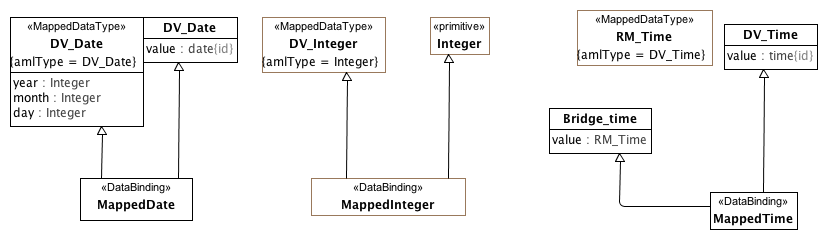 «MappedDataType»
DV_Date
{amlType = DV_Date}
year : Integer
month : Integer
day : Integer
DV_Date
value : date{id}
«DataBinding»
MappedDate
«MappedDataType»
DV_Integer
{amlType = Integer}
«primitive»
Integer
«DataBinding»
MappedInteger
«MappedDataType»
RM_Time
{amlType = DV_Time}
DV_Time
value : time{id}
Bridge_time
value : RM_Time
«DataBinding»
MappedTime